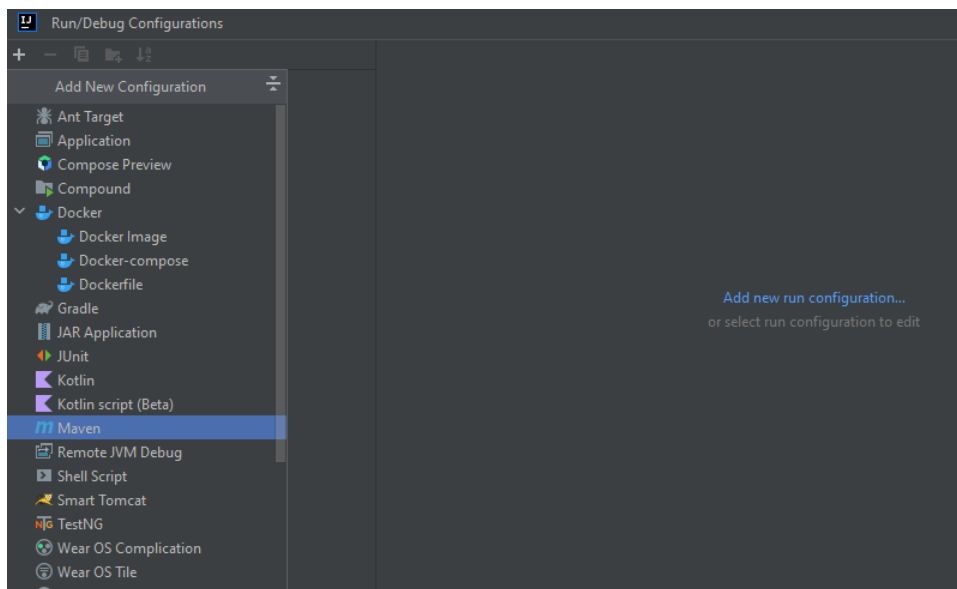 IJ
Run/Debug Configurations
Add New Configuration
Ant Target
Application
Compose Preview
Compound
Docker
Docker Image
Docker-compose
Dockerfile
Gradle
JAR Application
JUnit
Kotlin
Kotlin script (Beta)
m Maven
Remote JVM Debug
Shell Script
Smart Tomcat
NG TestNG
Wear OS Complication
Wear OS Tile
Add new run configuration...
or select run configuration to edit